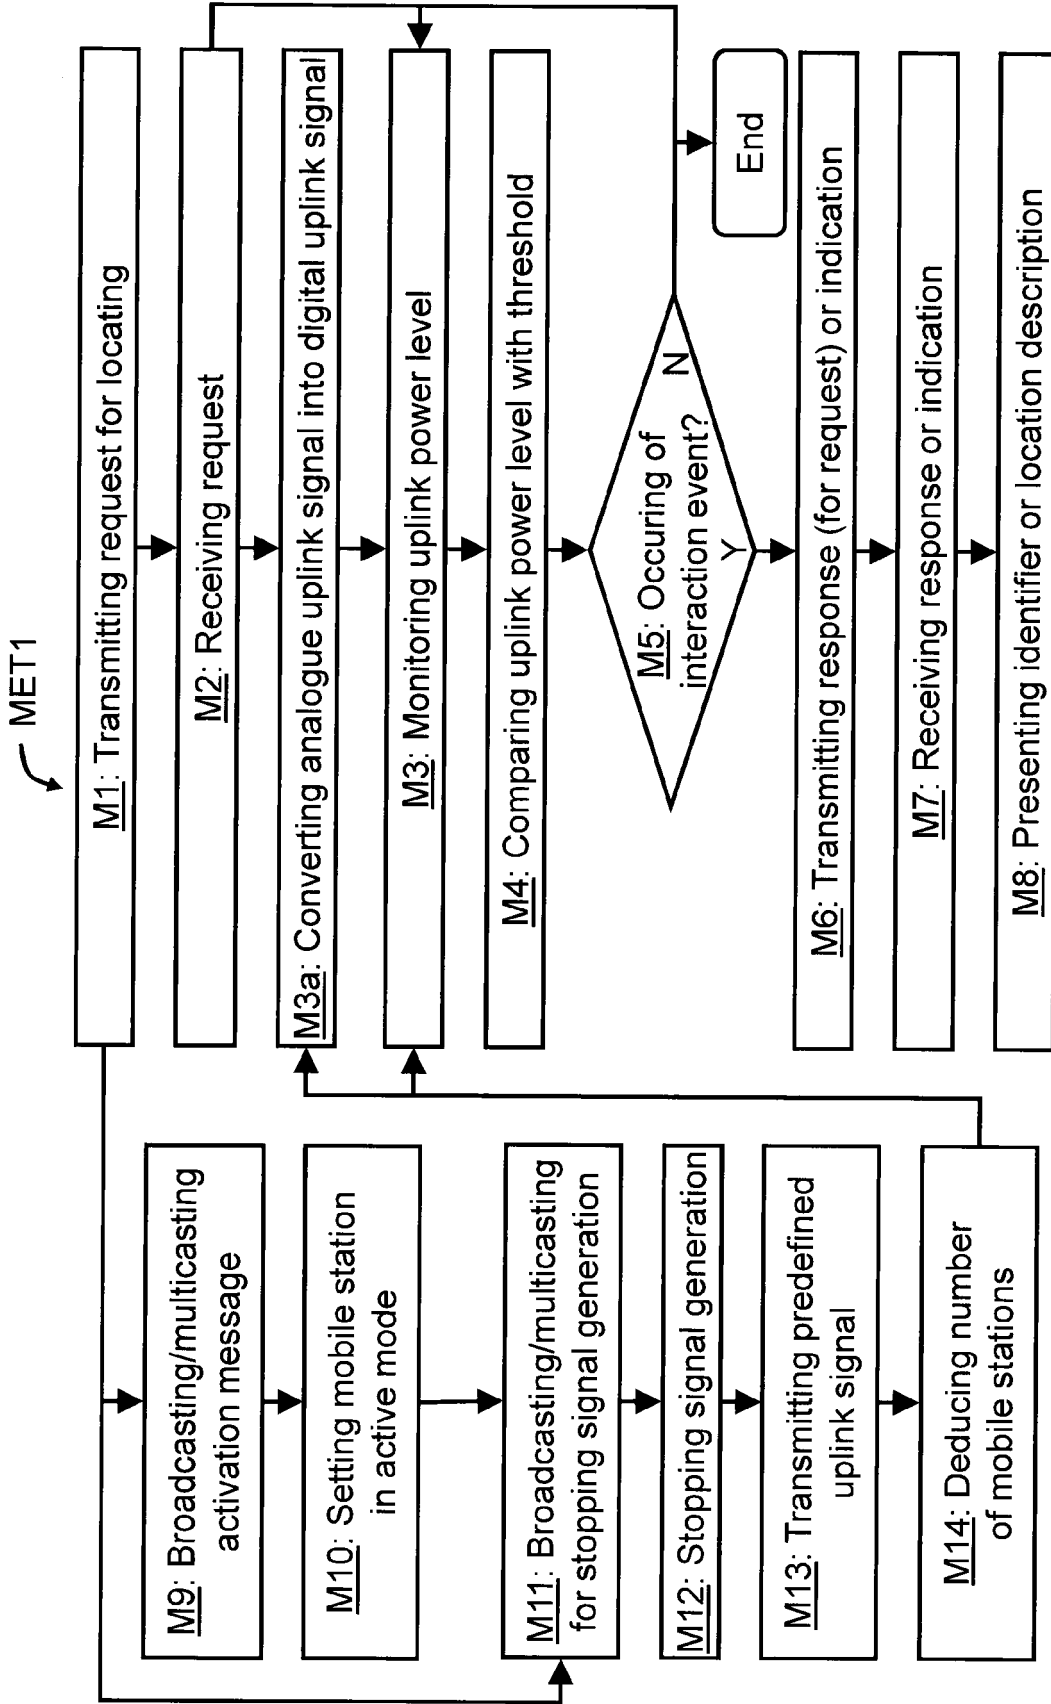 MET1
M1: Transmitting request for locating
M2: Receiving request
M3a: Converting analogue uplink signal into digital uplink signal
M3: Monitoring uplink power level
M4: Comparing uplink power level with threshold
M5: Occuring of
interaction event?
N
Y
End
M6: Transmitting response (for request) or indication
M7: Receiving response or indication
M8: Presenting identifier or location description
M9: Broadcasting/multicasting
activation message
M10: Setting mobile station
in active mode
M11: Broadcasting/multicasting
for stopping signal generation
M12: Stopping signal generation
M13: Transmitting predefined
uplink signal
M14: Deducing number
of mobile stations